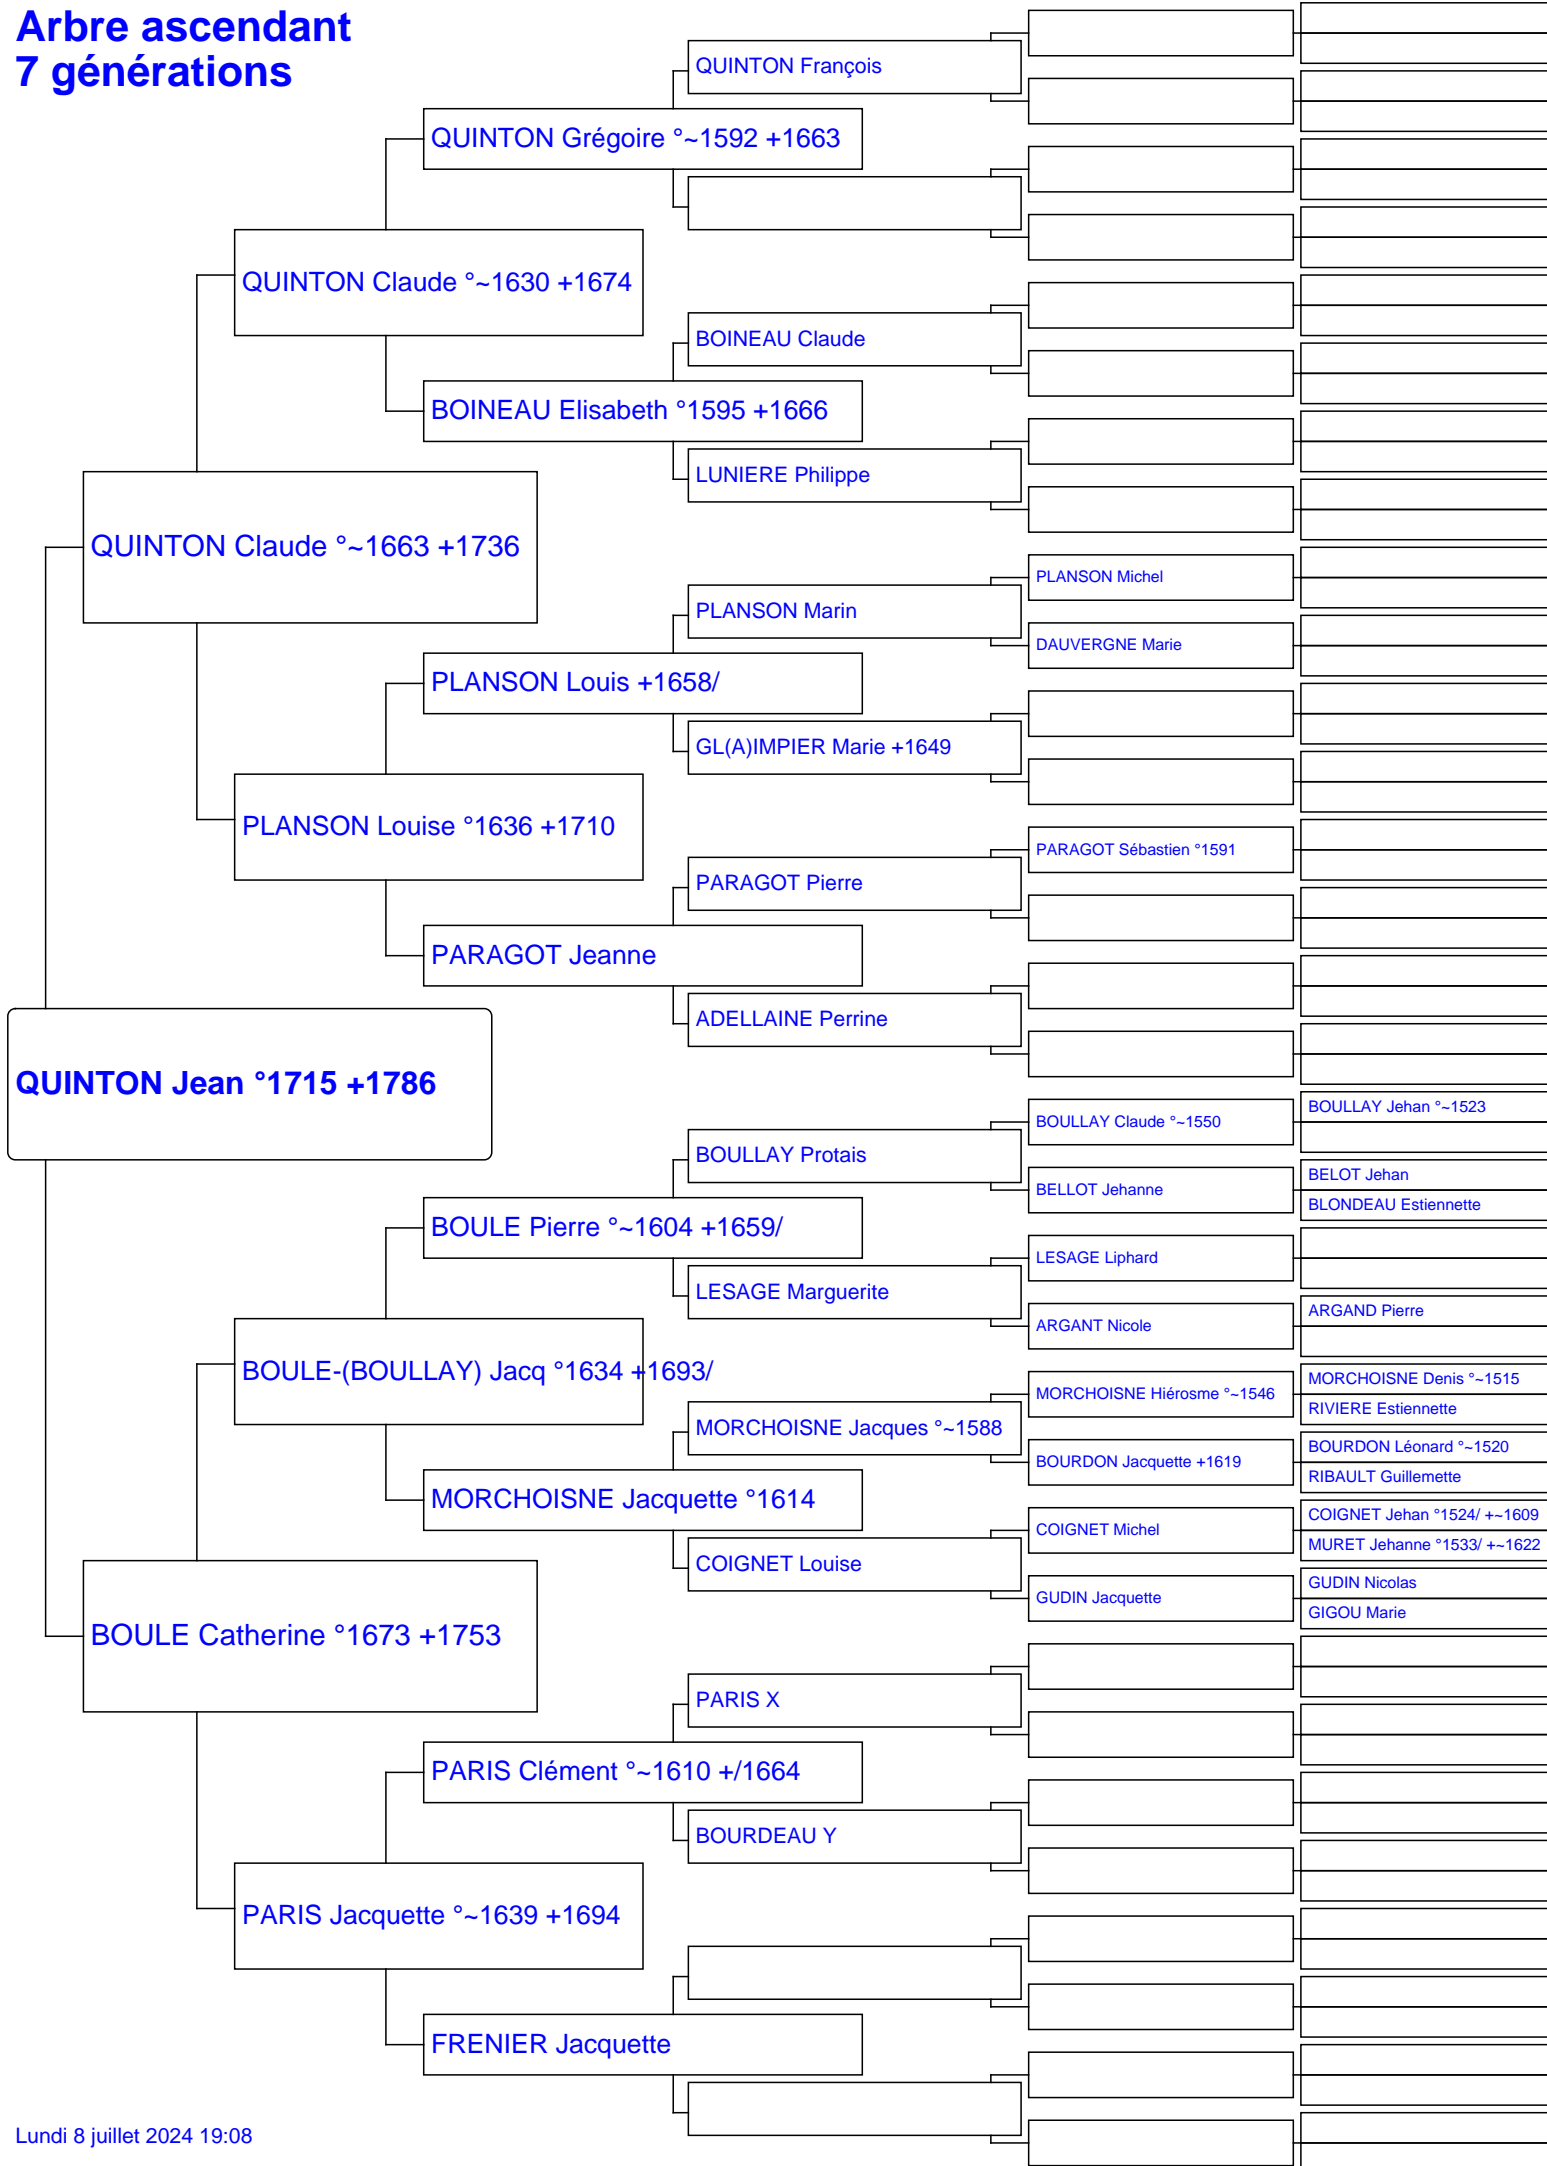 Arbre ascendant
7 générations
QUINTON François
QUINTON Grégoire °~1592 +1663
QUINTON Claude °~1630 +1674
BOINEAU Claude
BOINEAU Elisabeth °1595 +1666
LUNIERE Philippe
QUINTON Claude °~1663 +1736
PLANSON Michel
PLANSON Marin
DAUVERGNE Marie
PLANSON Louis +1658/
GL(A)IMPIER Marie +1649
PLANSON Louise °1636 +1710
PARAGOT Sébastien °1591
PARAGOT Pierre
PARAGOT Jeanne
ADELLAINE Perrine
QUINTON Jean °1715 +1786
BOULLAY Jehan °~1523
BOULLAY Claude °~1550
BOULLAY Protais
BELOT Jehan
BELLOT Jehanne
BLONDEAU Estiennette
BOULE Pierre °~1604 +1659/
LESAGE Liphard
LESAGE Marguerite
ARGAND Pierre
ARGANT Nicole
BOULE-(BOULLAY) Jacq °1634 +1693/
MORCHOISNE Denis °~1515
MORCHOISNE Hiérosme °~1546
RIVIERE Estiennette
MORCHOISNE Jacques °~1588
BOURDON Léonard °~1520
BOURDON Jacquette +1619
RIBAULT Guillemette
MORCHOISNE Jacquette °1614
COIGNET Jehan °1524/ +~1609
COIGNET Michel
MURET Jehanne °1533/ +~1622
COIGNET Louise
GUDIN Nicolas
GUDIN Jacquette
GIGOU Marie
BOULE Catherine °1673 +1753
PARIS X
PARIS Clément °~1610 +/1664
BOURDEAU Y
PARIS Jacquette °~1639 +1694
FRENIER Jacquette
Lundi 8 juillet 2024 19:08